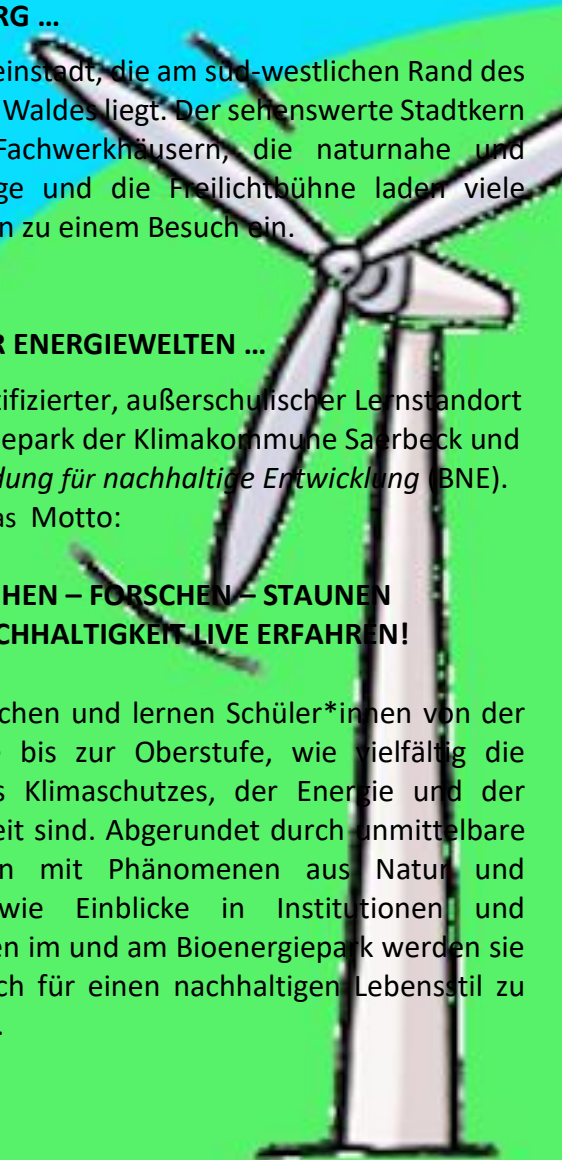 RG …
einstadt, die am süd-westlichen Rand des
Waldes liegt. Der sehenswerte Stadtkern
Fachwerkhäusern, die naturnahe und
ge und die Freilichtbühne laden viele
n zu einem Besuch ein.
R ENERGIEWELTEN …
tifizierter, außerschulischer Lernstandort
epark der Klimakommune Saerbeck und
dung für nachhaltige Entwicklung (BNE).
as Motto:
HEN – FORSCHEN – STAUNEN
CHHALTIGKEIT LIVE ERFAHREN!
chen und lernen Schüler*innen von der
bis zur Oberstufe, wie vielfältig die
s Klimaschutzes, der Energie und der
eit sind. Abgerundet durch unmittelbare
n mit Phänomenen aus Natur und
wie Einblicke in Institutionen und
en im und am Bioenergiepark werden sie
ch für einen nachhaltigen Lebensstil zu
.